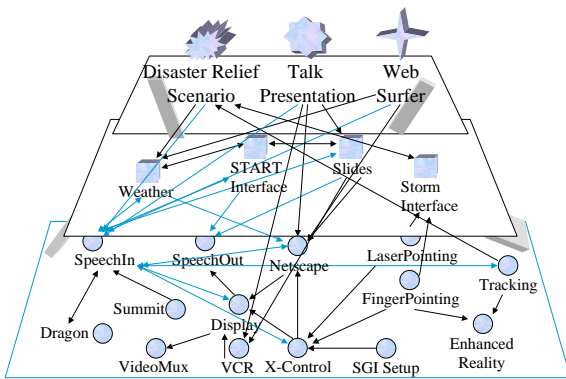 Disaster Relief
Scenario
Talk
Presentation
Web
Surfer
Weather
START
Interface
Slides
Storm
Interface
SpeechIn
SpeechOut
Netscape
LaserPointing
Tracking
FingerPointing
Summit
Dragon
Display
Enhanced
Reality
VideoMux
VCR
X-Control
SGI Setup